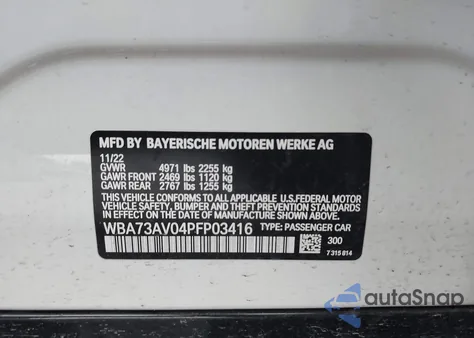 MFD BY BAYERISCHE MOTOREN WERKE AG
11/22
GVWR 4971 lbs 2255 kg
GAWR FRONT 2469 lbs 1120 kg
GAWR REAR 2767 lbs 1255 kg
THIS VEHICLE CONFORMS TO ALL APPLICABLE U.S.FEDERAL MOTOR
VEHICLE SAFETY, BUMPER, AND THEFT PREVENTION STANDARDS
IN EFFECT ON THE DATE OF MANUFACTURE SHOWN ABOVE.
WBA73AV04PFP03416 TYPE: PASSENGER CAR
300
7 315 814
autoSnap